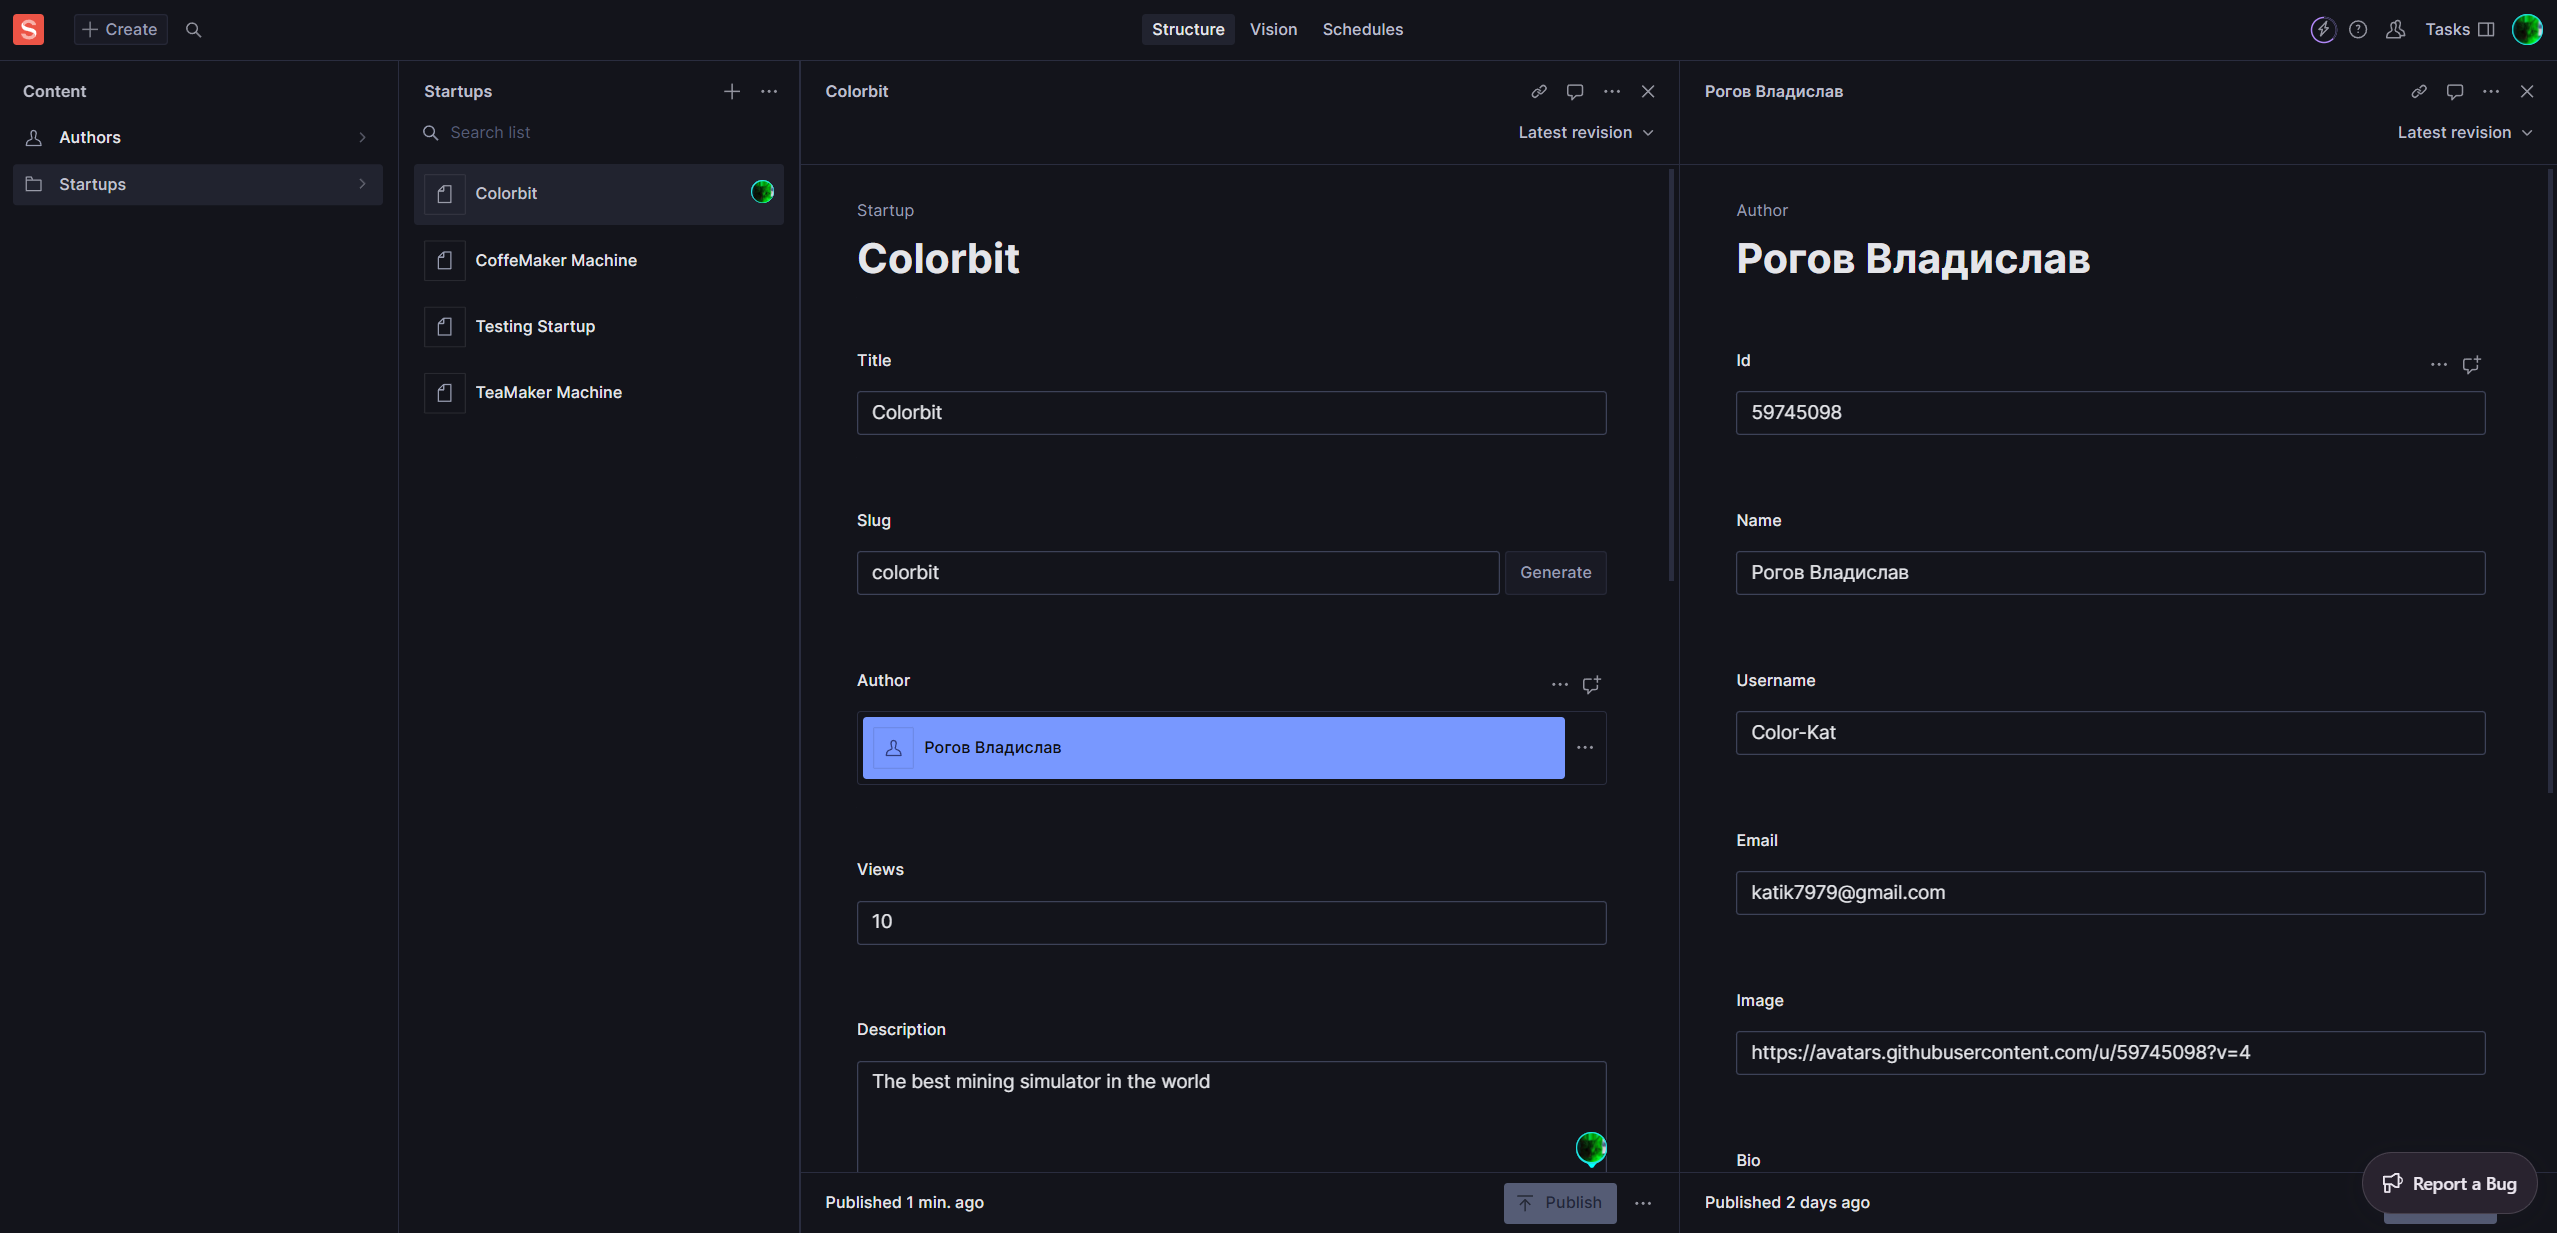 S
Create
Structure
Vision
Schedules
Tasks
Content
Authors
Startups
Startups
Search list
Colorbit
CoffeMaker Machine
Testing Startup
TeaMaker Machine
Colorbit
Latest revision
Startup
Colorbit
Title
Colorbit
Slug
colorbit
Generate
Author
Рогов Владислав
Views
10
Description
The best mining simulator in the world
Published 1 min. ago
Publish
Рогов Владислав
Latest revision
Author
Рогов Владислав
Id
59745098
Name
Рогов Владислав
Username
Color-Kat
Email
katik7979@gmail.com
Image
https://avatars.githubusercontent.com/u/59745098?v=4
Bio
Published 2 days ago
Report a Bug